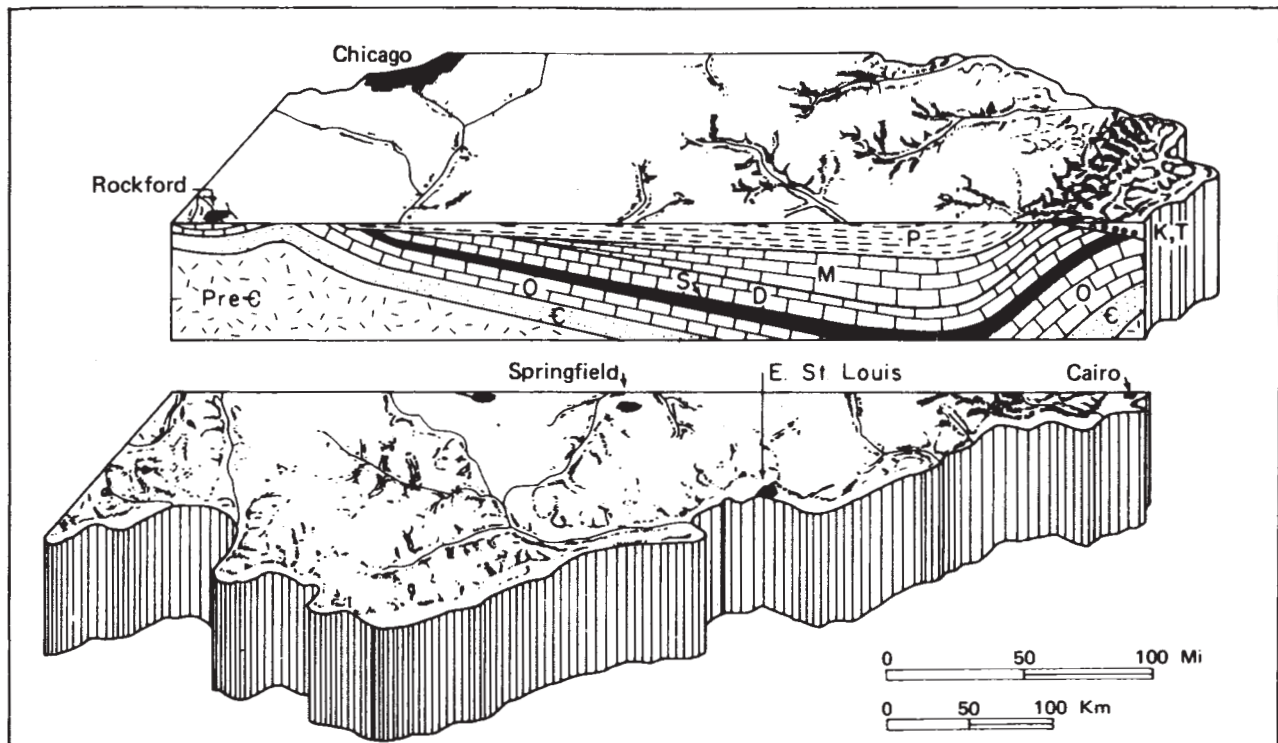 Chicago
Rockford
P
K, T
M
S
D
O
O
Pre-Є
Є
Є
Springfield
E. St. Louis
Cairo
0 50 100 Mi
0 50 100 Km